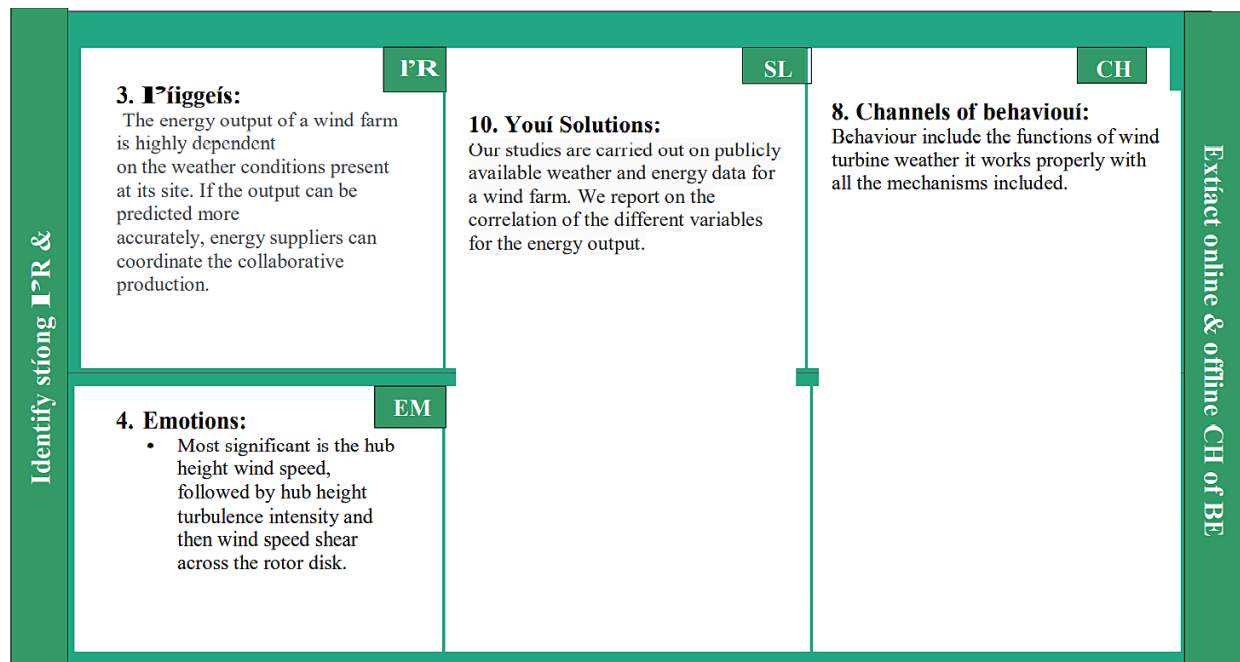 Identify stíong l'R &
l'R
3. l'íiggeís:
The energy output of a wind farm
is highly dependent
on the weather conditions present
at its site. If the output can be
predicted more
accurately, energy suppliers can
coordinate the collaborative
production.
EM
4. Emotions:
• Most significant is the hub
height wind speed,
followed by hub height
turbulence intensity and
then wind speed shear
across the rotor disk.
SL
10. Youí Solutions:
Our studies are carried out on publicly
available weather and energy data for
a wind farm. We report on the
correlation of the different variables
for the energy output.
CH
8. Channels of behaviouí:
Behaviour include the functions of wind
turbine weather it works properly with
all the mechanisms included.
Extíact online & offline CH of BE